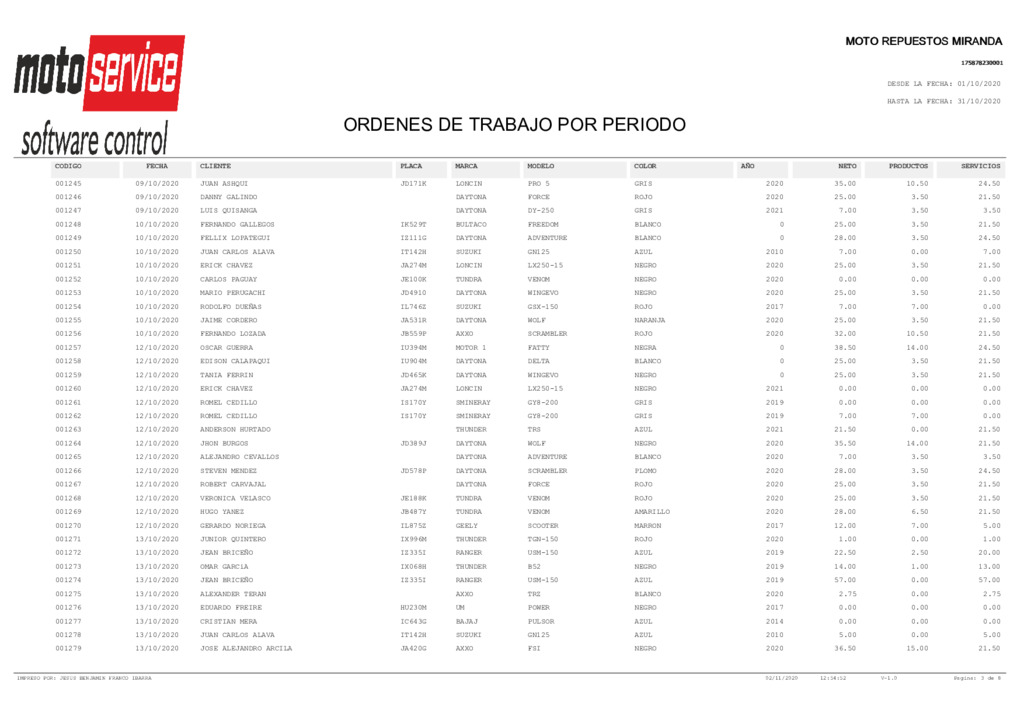 moto service
software control
MOTO REPUESTOS MIRANDA
175878230001
DESDE LA FECHA: 01/10/2020
HASTA LA FECHA: 31/10/2020
ORDENES DE TRABAJO POR PERIODO
CODIGO FECHA CLIENTE PLACA MARCA MODELO COLOR AÑO NETO PRODUCTOS SERVICIOS
001245 09/10/2020 JUAN ASHQUI JD171K LONCIN PRO 5 GRIS 2020 35.00 10.50 24.50
001246 09/10/2020 DANNY GALINDO DAYTONA FORCE ROJO 2020 25.00 3.50 21.50
001247 09/10/2020 LUIS QUISANGA DAYTONA DY-250 GRIS 2021 7.00 3.50 3.50
001248 10/10/2020 FERNANDO GALLEGOS IK529T BULTACO FREEDOM BLANCO 0 25.00 3.50 21.50
001249 10/10/2020 FELLIX LOPATEGUI IZ111G DAYTONA ADVENTURE BLANCO 0 28.00 3.50 24.50
001250 10/10/2020 JUAN CARLOS ALAVA IT142H SUZUKI GN125 AZUL 2010 7.00 0.00 7.00
001251 10/10/2020 ERICK CHAVEZ JA274M LONCIN LX250-15 NEGRO 2020 25.00 3.50 21.50
001252 10/10/2020 CARLOS PAGUAY JE100K TUNDRA VENOM NEGRO 2020 0.00 0.00 0.00
001253 10/10/2020 MARIO PERUGACHI JD4910 DAYTONA WINGEVO NEGRO 2020 25.00 3.50 21.50
001254 10/10/2020 RODOLFO DUEÑAS IL746Z SUZUKI GSX-150 ROJO 2017 7.00 7.00 0.00
001255 10/10/2020 JAIME CORDERO JA531R DAYTONA WOLF NARANJA 2020 25.00 3.50 21.50
001256 10/10/2020 FERNANDO LOZADA JB559P AXXO SCRAMBLER ROJO 2020 32.00 10.50 21.50
001257 12/10/2020 OSCAR GUERRA IU394M MOTOR 1 FATTY NEGRA 0 38.50 14.00 24.50
001258 12/10/2020 EDISON CALAPAQUI IU904M DAYTONA DELTA BLANCO 0 25.00 3.50 21.50
001259 12/10/2020 TANIA FERRIN JD465K DAYTONA WINGEVO NEGRO 0 25.00 3.50 21.50
001260 12/10/2020 ERICK CHAVEZ JA274M LONCIN LX250-15 NEGRO 2021 0.00 0.00 0.00
001261 12/10/2020 ROMEL CEDILLO IS170Y SMINERAY GY8-200 GRIS 2019 0.00 0.00 0.00
001262 12/10/2020 ROMEL CEDILLO IS170Y SMINERAY GY8-200 GRIS 2019 7.00 7.00 0.00
001263 12/10/2020 ANDERSON HURTADO THUNDER TRS AZUL 2021 21.50 0.00 21.50
001264 12/10/2020 JHON BURGOS JD389J DAYTONA WOLF NEGRO 2020 35.50 14.00 21.50
001265 12/10/2020 ALEJANDRO CEVALLOS DAYTONA ADVENTURE BLANCO 2020 7.00 3.50 3.50
001266 12/10/2020 STEVEN MENDEZ JD578P DAYTONA SCRAMBLER PLOMO 2020 28.00 3.50 24.50
001267 12/10/2020 ROBERT CARVAJAL DAYTONA FORCE ROJO 2020 25.00 3.50 21.50
001268 12/10/2020 VERONICA VELASCO JE188K TUNDRA VENOM ROJO 2020 25.00 3.50 21.50
001269 12/10/2020 HUGO YANEZ JB487Y TUNDRA VENOM AMARILLO 2020 28.00 6.50 21.50
001270 12/10/2020 GERARDO NORIEGA IL875Z GEELY SCOOTER MARRON 2017 12.00 7.00 5.00
001271 13/10/2020 JUNIOR QUINTERO IX996M THUNDER TGN-150 ROJO 2020 1.00 0.00 1.00
001272 13/10/2020 JEAN BRICEÑO IZ335I RANGER USM-150 AZUL 2019 22.50 2.50 20.00
001273 13/10/2020 OMAR GARCíA IX068H THUNDER B52 NEGRO 2019 14.00 1.00 13.00
001274 13/10/2020 JEAN BRICEÑO IZ335I RANGER USM-150 AZUL 2019 57.00 0.00 57.00
001275 13/10/2020 ALEXANDER TERAN AXXO TRZ BLANCO 2020 2.75 0.00 2.75
001276 13/10/2020 EDUARDO FREIRE HU230M UM POWER NEGRO 2017 0.00 0.00 0.00
001277 13/10/2020 CRISTIAN MERA IC643G BAJAJ PULSOR AZUL 2014 0.00 0.00 0.00
001278 13/10/2020 JUAN CARLOS ALAVA IT142H SUZUKI GN125 AZUL 2010 5.00 0.00 5.00
001279 13/10/2020 JOSE ALEJANDRO ARCILA JA420G AXXO FSI NEGRO 2020 36.50 15.00 21.50
IMPRESO POR: JESUS BENJAMIN FRANCO IBARRA 02/11/2020 12:54:52 V-1.0 Pagina: 3 de 8